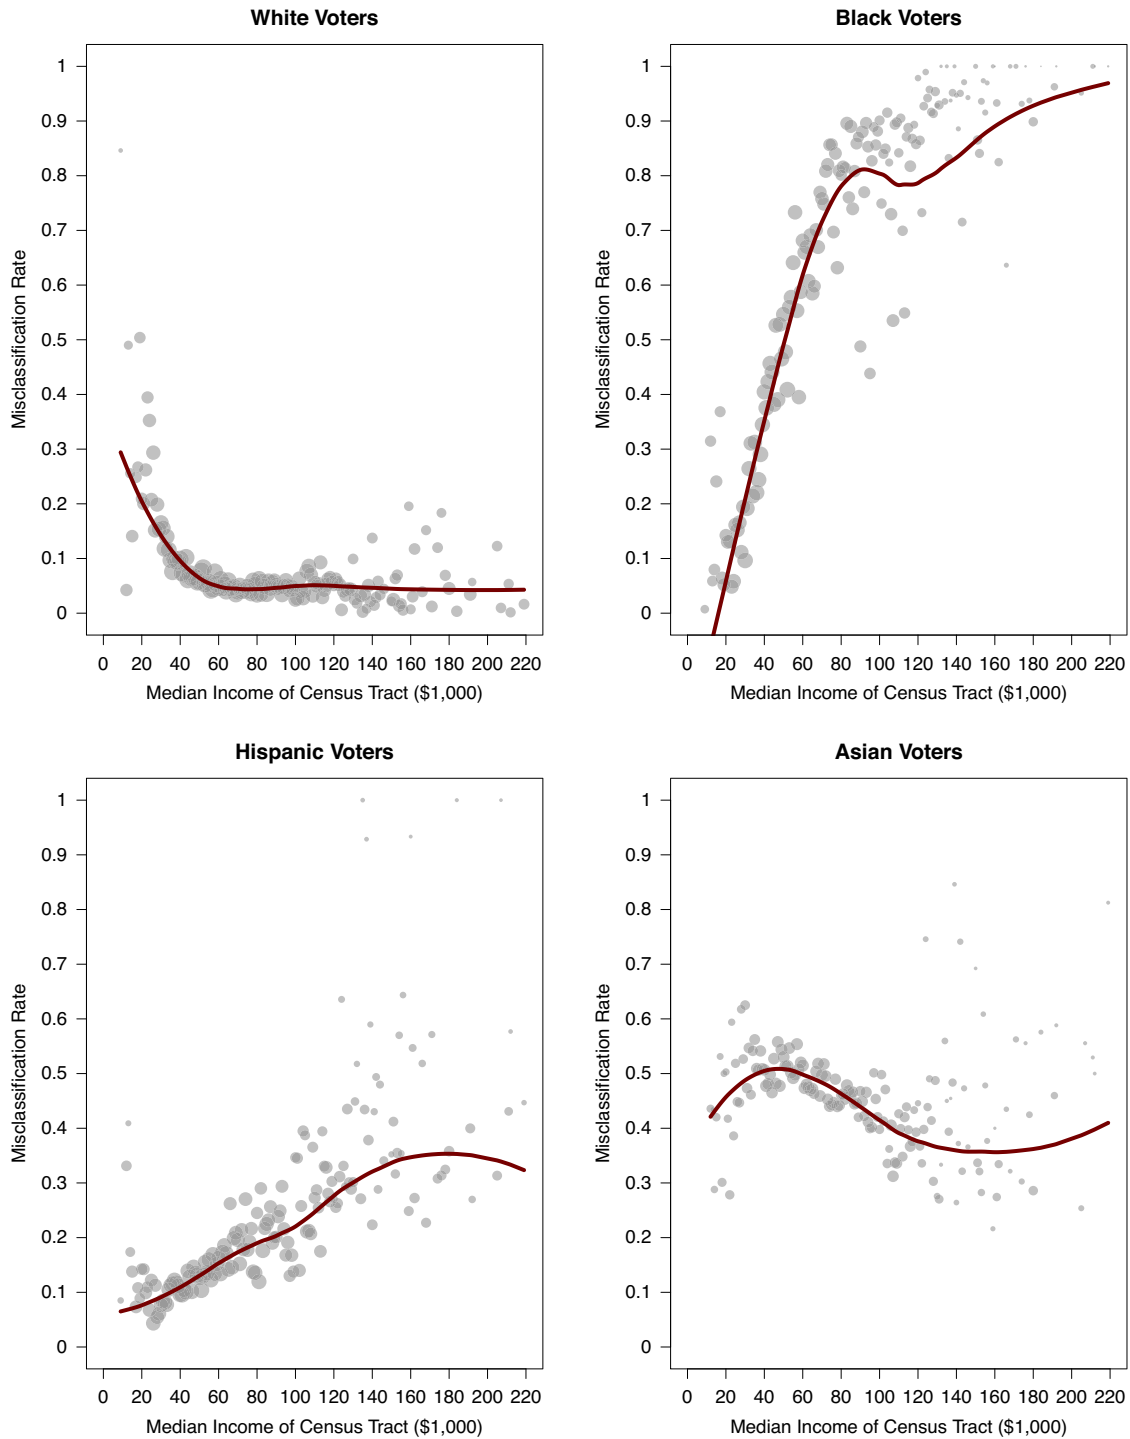 White Voters
Black Voters
1
0.9
0.8
0.7
0.6
0.5
0.4
0.3
0.2
0.1
0
Misclassification Rate
0 20 40 60 80 100 120 140 160 180 200 220
Median Income of Census Tract ($1,000)
1
0.9
0.8
0.7
0.6
0.5
0.4
0.3
0.2
0.1
0
Misclassification Rate
0 20 40 60 80 100 120 140 160 180 200 220
Median Income of Census Tract ($1,000)
Hispanic Voters
Asian Voters
1
0.9
0.8
0.7
0.6
0.5
0.4
0.3
0.2
0.1
0
Misclassification Rate
0 20 40 60 80 100 120 140 160 180 200 220
Median Income of Census Tract ($1,000)
1
0.9
0.8
0.7
0.6
0.5
0.4
0.3
0.2
0.1
0
Misclassification Rate
0 20 40 60 80 100 120 140 160 180 200 220
Median Income of Census Tract ($1,000)